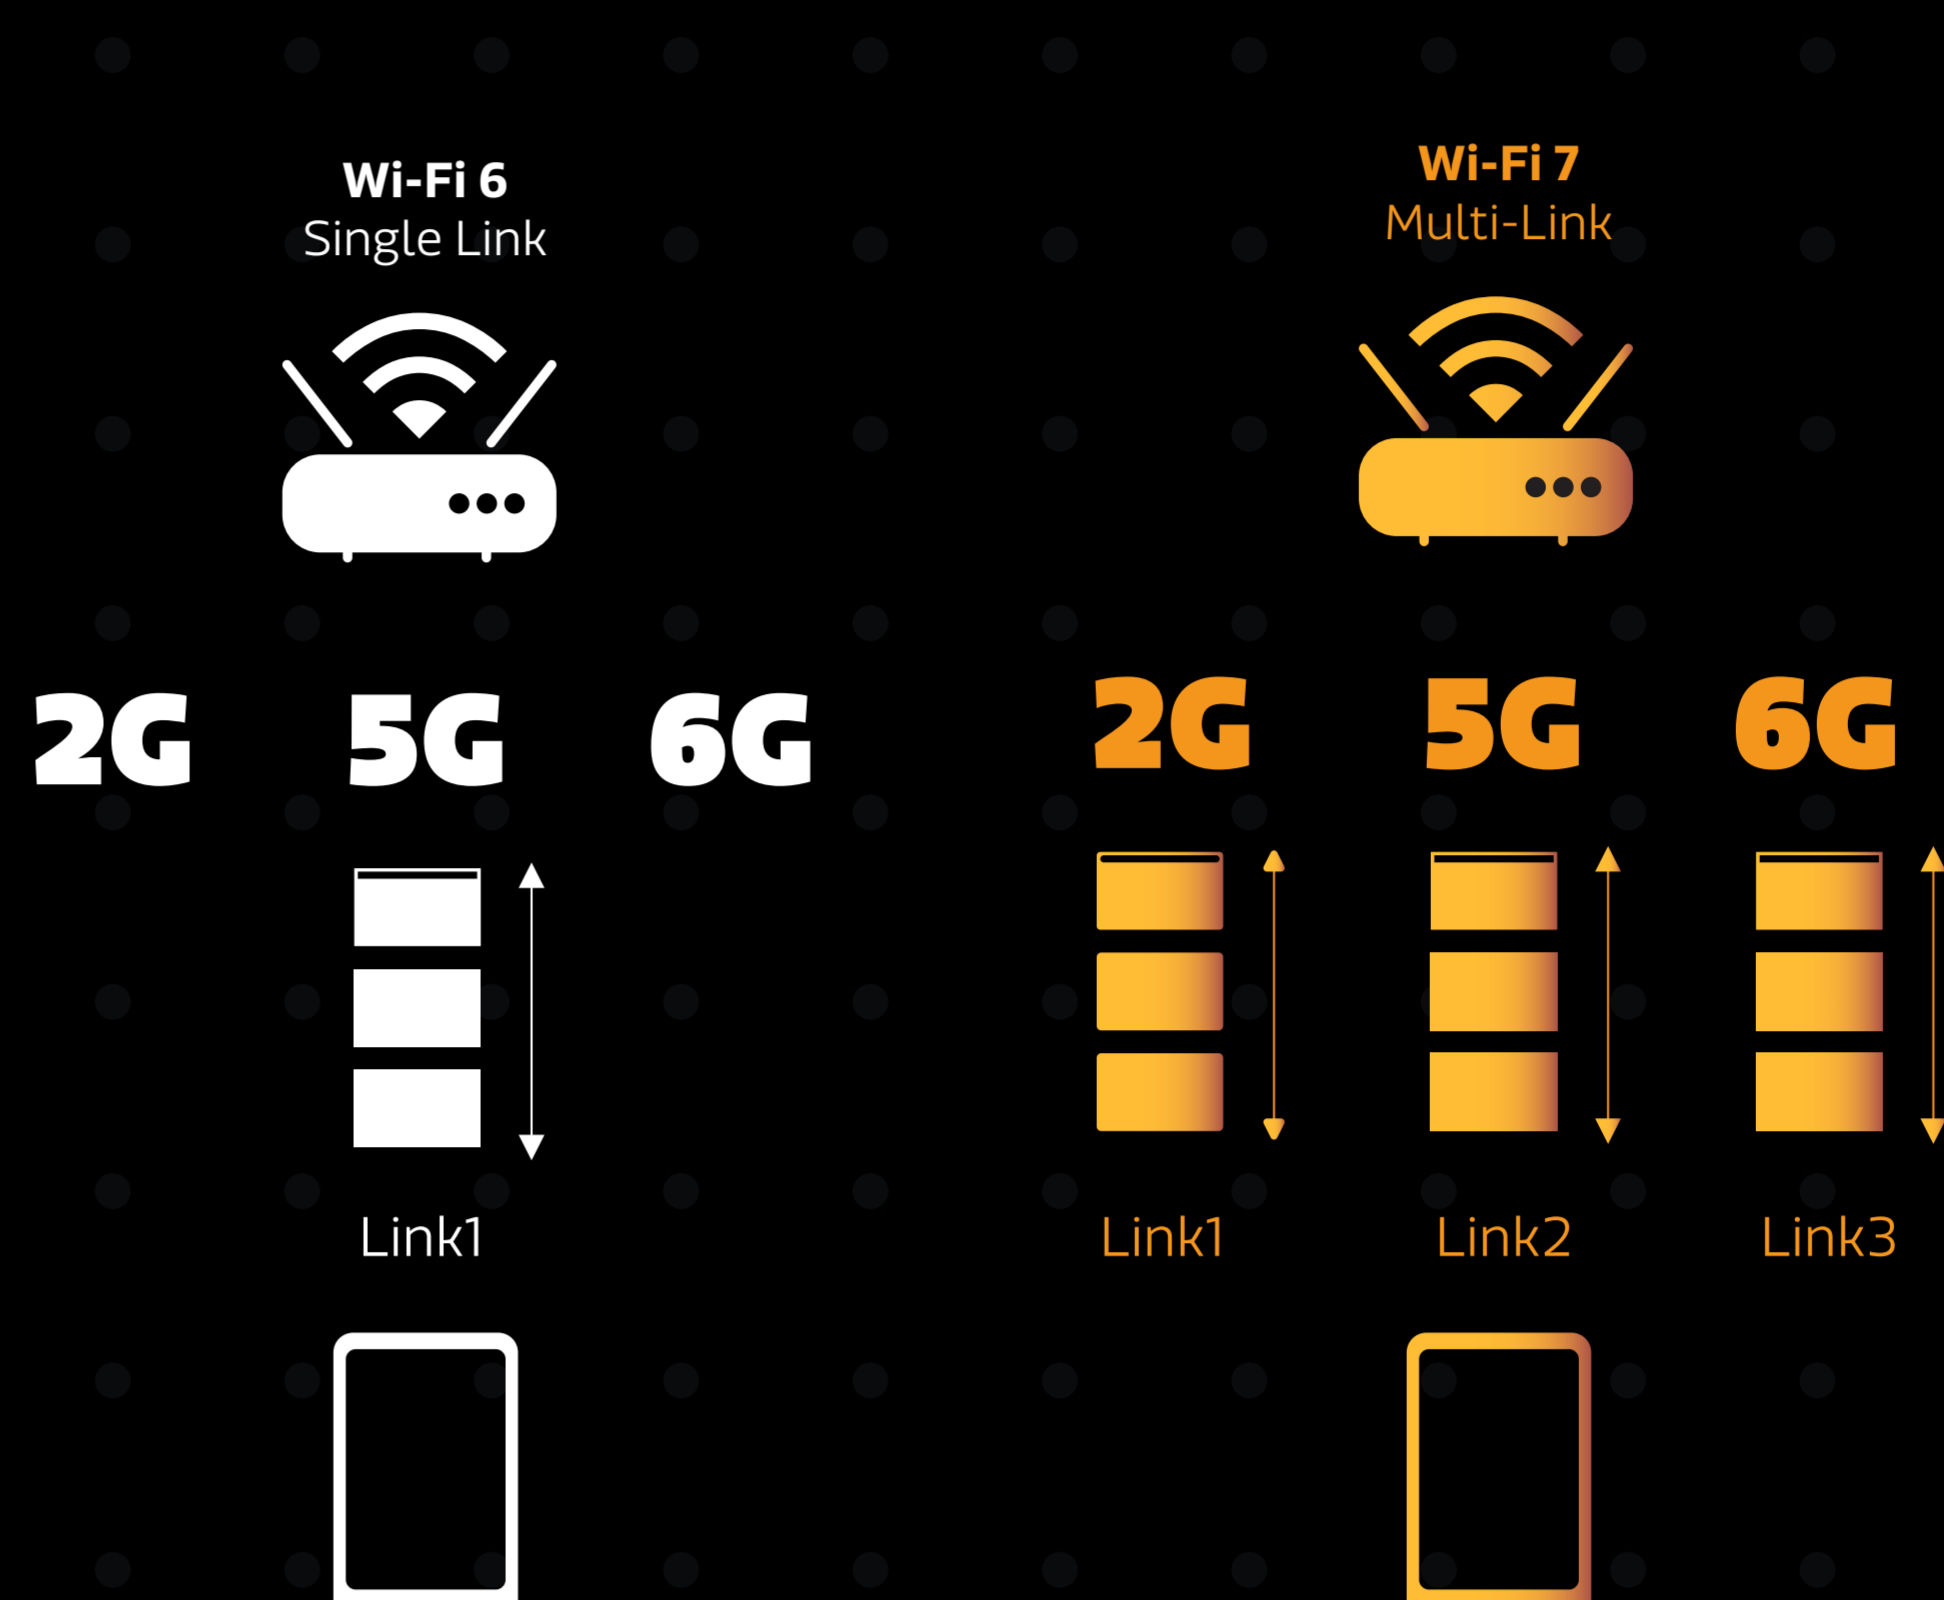 Wi-Fi 6
Single Link
2G 5G 6G
Link1
Wi-Fi 7
Multi-Link
2G 5G 6G
Link1 Link2 Link3